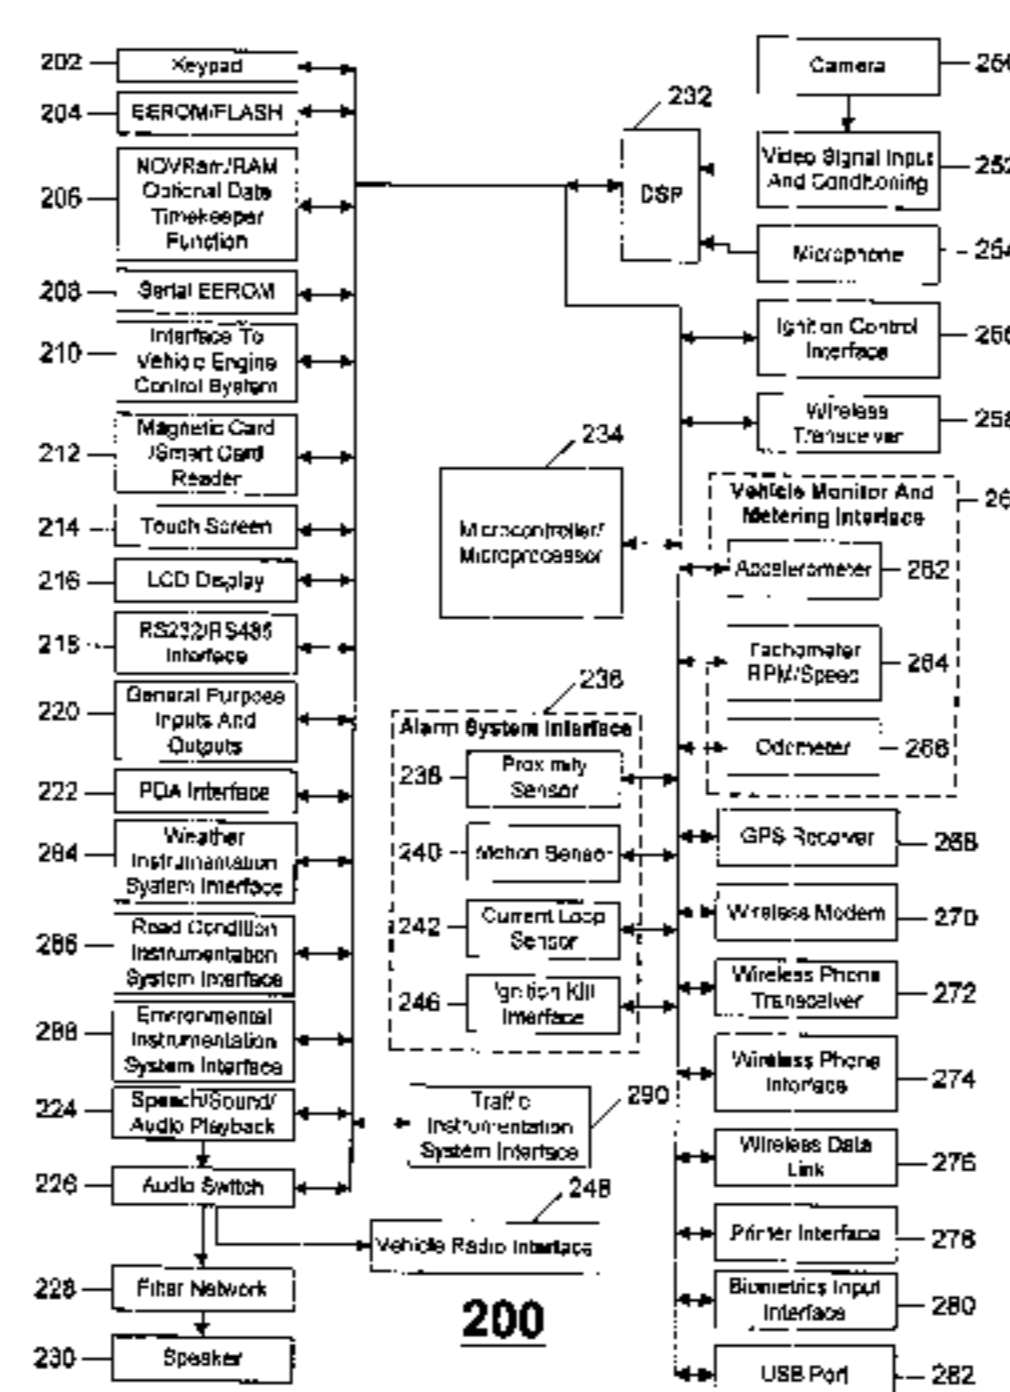 202
Keypad
204
EEROM/FLASH
206
NOVRam/RAM
Optional Date
Timekeeper
Function
208
Serial EEROM
210
Interface To
Vehicle Engine
Control System
212
Magnetic Card
/Smart Card
Reader
214
Touch Screen
216
LCD Display
218
RS232/RS485
Interface
220
General Purpose
Inputs And
Outputs
222
PDA Interface
284
Weather
Instrumentation
System Interface
286
Road Condition
Instrumentation
System Interface
288
Environmental
Instrumentation
System Interface
224
Speech/Sound/
Audio Playback
226
Audio Switch
228
Filter Network
230
Speaker
232
DSP
234
Microcontroller/
Microprocessor
236
Alarm System Interface
238
Proximity
Sensor
240
Motion Sensor
242
Current Loop
Sensor
246
Ignition Kill
Interface
290
Traffic
Instrumentation
System Interface
248
Vehicle Radio Interface
200
Camera
Video Signal Input
And Conditioning
252
Microphone
254
Ignition Control
Interface
256
Wireless
Transceiver
258
Vehicle Monitor And
Metering Interface
Accelerometer
262
Tachometer
RPM/Speed
264
Odometer
266
GPS Receiver
268
Wireless Modem
270
Wireless Phone
Transceiver
272
Wireless Phone
Interface
274
Wireless Data
Link
276
Printer Interface
278
Biometrics Input
Interface
280
USB Port
282